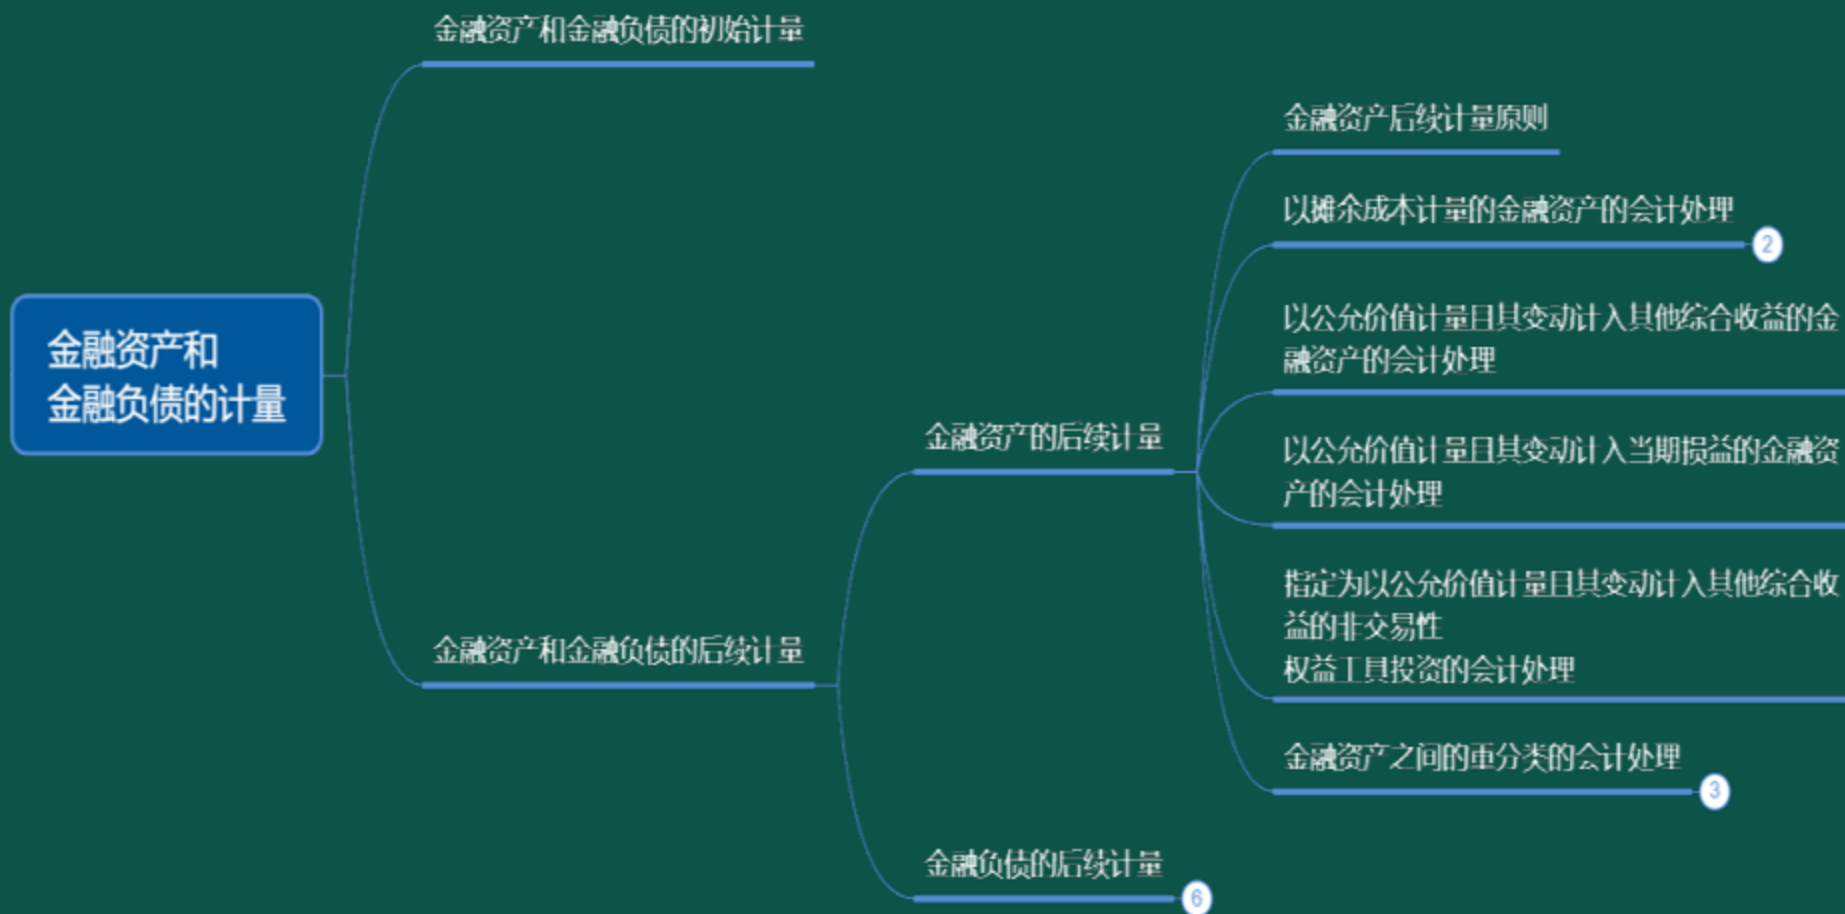 金融资产和金融负债的初始计量
金融资产后续计量原则
以摊余成本计量的金融资产的会计处理
2
以公允价值计量且其变动计入其他综合收益的金
融资产的会计处理
金融资产和
金融负债的计量
金融资产的后续计量
以公允价值计量且其变动计入当期损益的金融资
产的会计处理
指定为以公允价值计量且其变动计入其他综合收
益的非交易性
权益工具投资的会计处理
金融资产和金融负债的后续计量
金融资产之间的重分类的会计处理
3
金融负债的后续计量
6